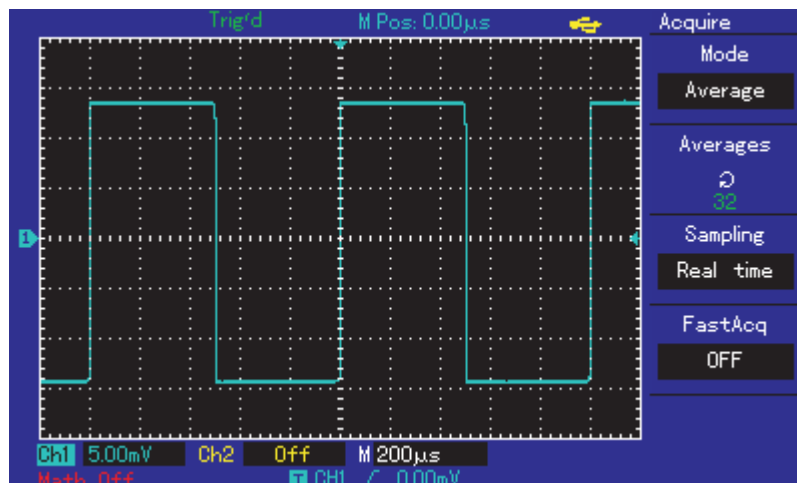 Trig'd M Pos: 0.00μs Acquire
Mode
Average
Averages
32
Sampling
1
Real time
FastAcq
OFF
Ch1 5.00mV Ch2 Off M 200μs
Math Off T CH1 0.00mV